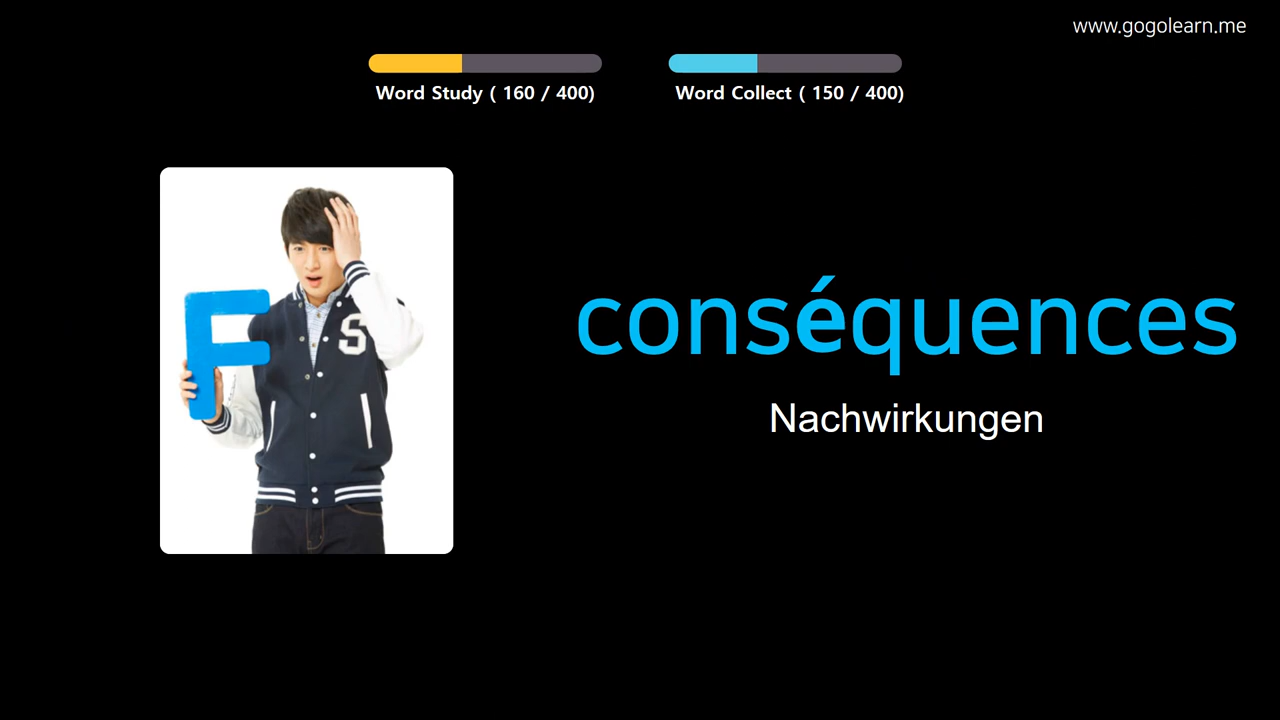 www.gogolearn.me
Word Study ( 160 / 400)
Word Collect ( 150 / 400)
F
S
conséquences
Nachwirkungen